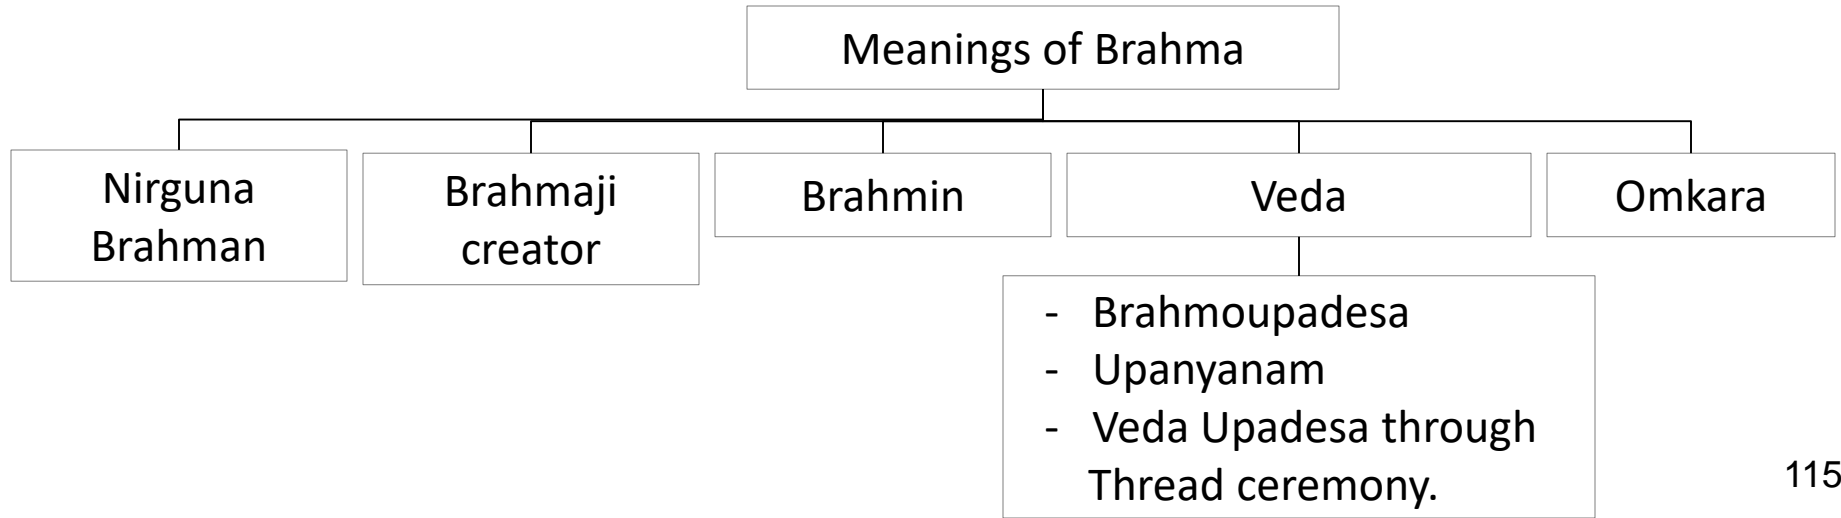 Meanings of Brahma
Nirguna
Brahman
Brahmaji
creator
Brahmin
Veda
Omkara
- Brahmoupadesa
- Upanyanam
- Veda Upadesa through
Thread ceremony.
115